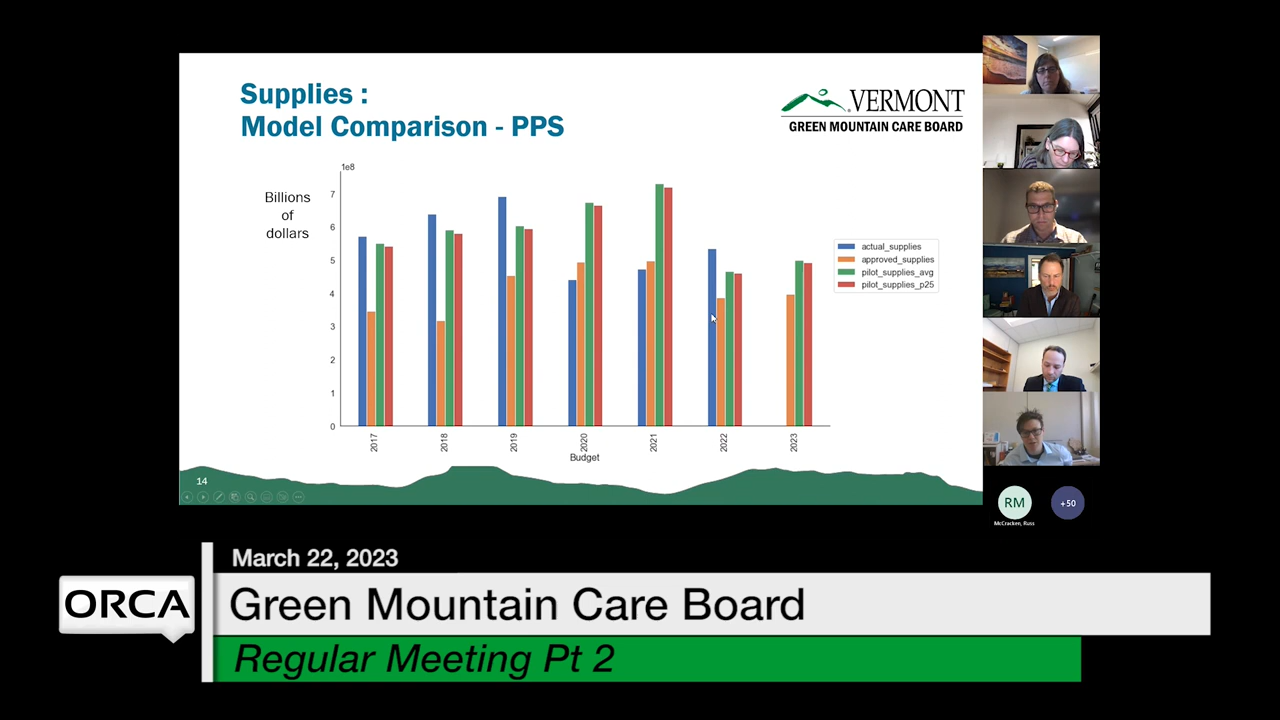 Supplies :
Model Comparison - PPS
VERMONT
GREEN MOUNTAIN CARE BOARD
1e8
Billions
of
dollars
7
6
5
4
3
2
1
0
2017
2018
2019
2020
2021
2022
2023
Budget
actual_supplies
approved_supplies
pilot_supplies_avg
pilot_supplies_p25
14
RM
McCracken, Russ
+50
March 22, 2023
ORCA
Green Mountain Care Board
Regular Meeting Pt 2